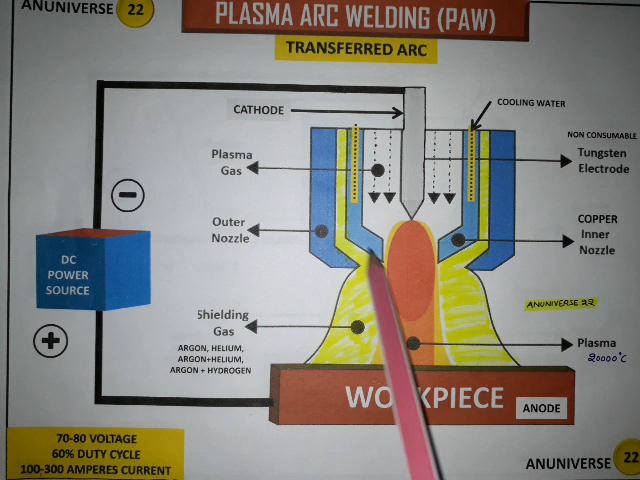 ANUNIVERSE 22
PLASMA ARC WELDING (PAW)
TRANSFERRED ARC
CATHODE
COOLING WATER
NON CONSUMABLE
Plasma
Gas
Tungsten
Electrode
Outer
Nozzle
COPPER
Inner
Nozzle
DC
POWER
SOURCE
ANUNIVERSE 22
Shielding
Gas
ARGON, HELIUM,
ARGON+HELIUM,
ARGON + HYDROGEN
Plasma
20000°C
ANODE
70-80 VOLTAGE
60% DUTY CYCLE
100-300 AMPERES CURRENT
ANUNIVERSE 22